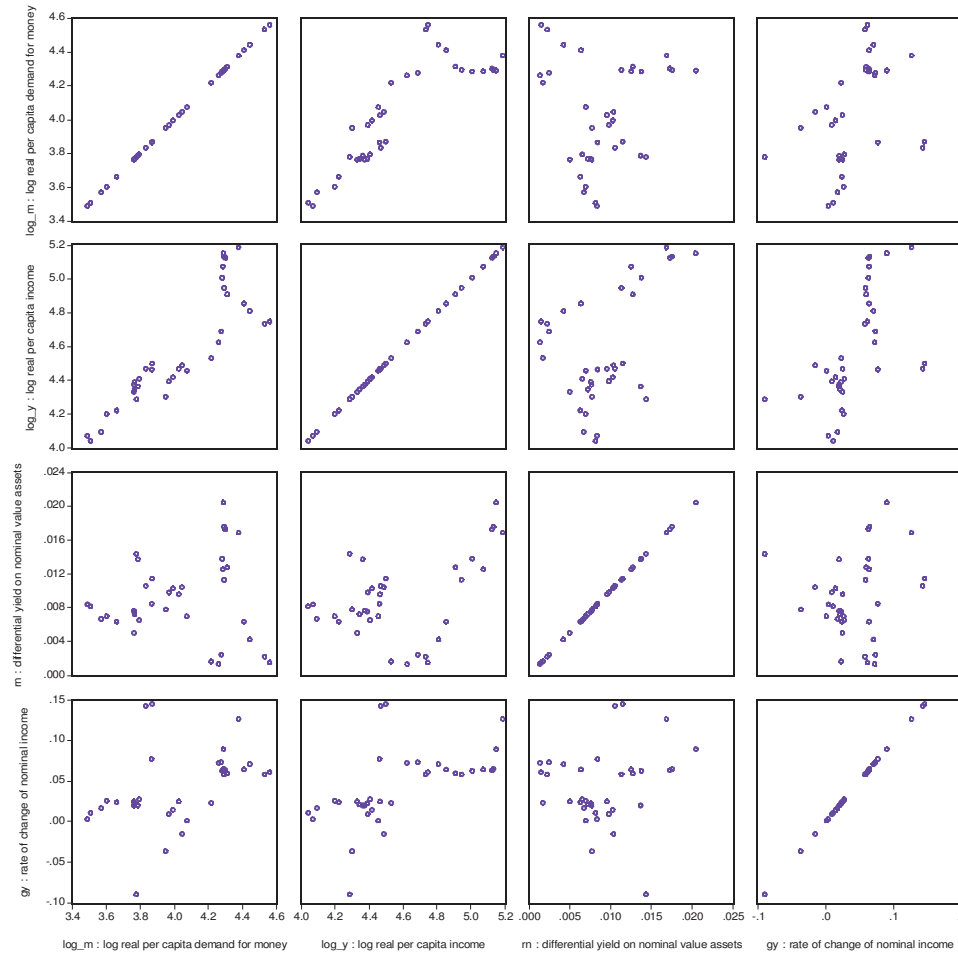 log_m : log real per capita demand for money
4.6
4.4
4.2
4.0
3.8
3.6
3.4
log_y : log real per capita income
5.2
5.0
4.8
4.6
4.4
4.2
4.0
rn : differential yield on nominal value assets
.024
.020
.016
.012
.008
.004
.000
gy : rate of change of nominal income
.15
.10
.05
.00
-.05
-.10
3.4 3.6 3.8 4.0 4.2 4.4 4.6
4.0 4.2 4.4 4.6 4.8 5.0 5.2
.000 .005 .010 .015 .020 .025
-.1 .0 .1
log_m : log real per capita demand for money
log_y : log real per capita income
rn : differential yield on nominal value assets
gy : rate of change of nominal income